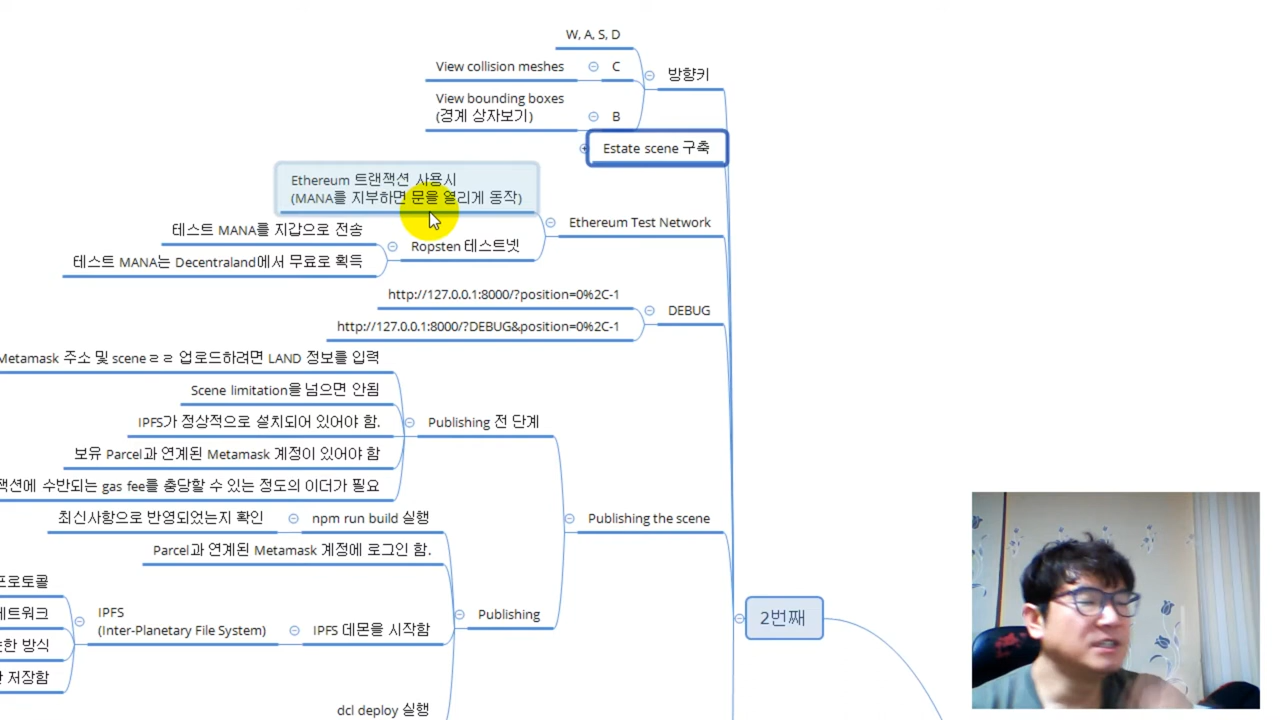 W, A, S, D
View collision meshes
C
방향키
View bounding boxes
(경계 상자보기)
B
Estate scene 구축
Ethereum 트랜잭션 사용시
(MANA를 지부하면 문을 열리게 동작)
Ethereum Test Network
테스트 MANA를 지갑으로 전송
Ropsten 테스트넷
테스트 MANA는 Decentraland에서 무료로 획득
http://127.0.0.1:8000/?position=0%2C-1
DEBUG
http://127.0.0.1:8000/?DEBUG&position=0%2C-1
Metamask 주소 및 sceneㄹㄹ 업로드하려면 LAND 정보를 입력
Scene limitation을 넘으면 안됨
IPFS가 정상적으로 설치되어 있어야 함.
Publishing 전 단계
보유 Parcel과 연계된 Metamask 계정이 있어야 함
잭션에 수반되는 gas fee를 충당할 수 있는 정도의 이더가 필요
최신사항으로 반영되었는지 확인
npm run build 실행
Publishing the scene
Parcel과 연계된 Metamask 계정에 로그인 함.
프로토콜
네트워크
IPFS
(Inter-Planetary File System)
IPFS 데몬을 시작함
Publishing
2번째
한 방식
저장함
dcl deploy 실행